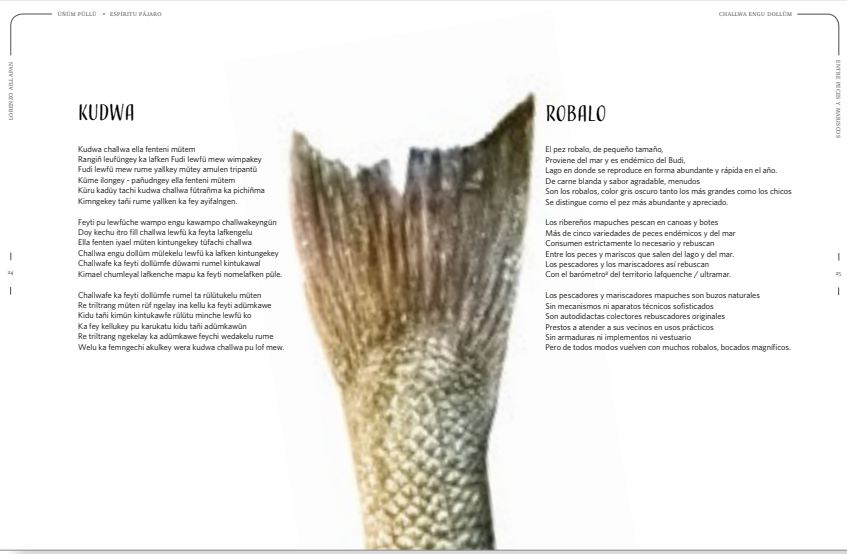 ÜÑÜM PÜLLÜ • ESPÍRITU PÁJARO
CHALLWA ENGU DOLLÜM
LORENZO AILLAPAN
ENTRE PECES Y MARISCOS
KUDWA
Kudwa challwa ella fenteni mütem
Rangiñ leufüngey ka lafken Fudi lewfü mew wimpakey
Fudi lewfü mew rume yallkey mütey amulen tripantü
Küme ilongey - pañudngey ella fenteni mütem
Küru kadüy tachi kudwa challwa fütrañma ka pichiñma
Kimngekey tañi rume yallken ka fey ayifalngen.
Feyti pu lewfüche wampo engu kawampo challwakeyngün
Doy kechu itro fill challwa lewfü ka feyta lafkengelu
Ella fenten iyael müten kintungekey tüfachi challwa
Challwa engu dollüm mülekelu lewfü ka lafken kintungekey
Challwafe ka feyti dollümfe düwami rumel kintukawal
Kimael chumleyal lafkenche mapu ka feyti nomelafken püle.
Challwafe ka feyti dollümfe rumel ta rülütukelu müten
Re triltrang müten rüf ngelay ina kellu ka feyti adümkawe
Kidu tañi kimün kintukawfe rülütu minche lewfü ko
Ka fey kellukey pu karukatu kidu tañi adümkawün
Re triltrang ngekelay ka adümkawe feychi wedakelu rume
Welu ka femngechi akulkey wera kudwa challwa pu lof mew.
24
ROBALO
El pez robalo, de pequeño tamaño,
Proviene del mar y es endémico del Budi,
Lago en donde se reproduce en forma abundante y rápida en el año.
De carne blanda y sabor agradable, menudos
Son los robalos, color gris oscuro tanto los más grandes como los chicos
Se distingue como el pez más abundante y apreciado.
Los ribereños mapuches pescan en canoas y botes
Más de cinco variedades de peces endémicos y del mar
Consumen estrictamente lo necesario y rebuscan
Entre los peces y mariscos que salen del lago y del mar.
Los pescadores y los mariscadores así rebuscan
Con el barómetro⁸ del territorio lafquenche / ultramar.
Los pescadores y mariscadores mapuches son buzos naturales
Sin mecanismos ni aparatos técnicos sofisticados
Son autodidactas colectores rebuscadores originales
Prestos a atender a sus vecinos en usos prácticos
Sin armaduras ni implementos ni vestuario
Pero de todos modos vuelven con muchos robalos, bocados magníficos.
25